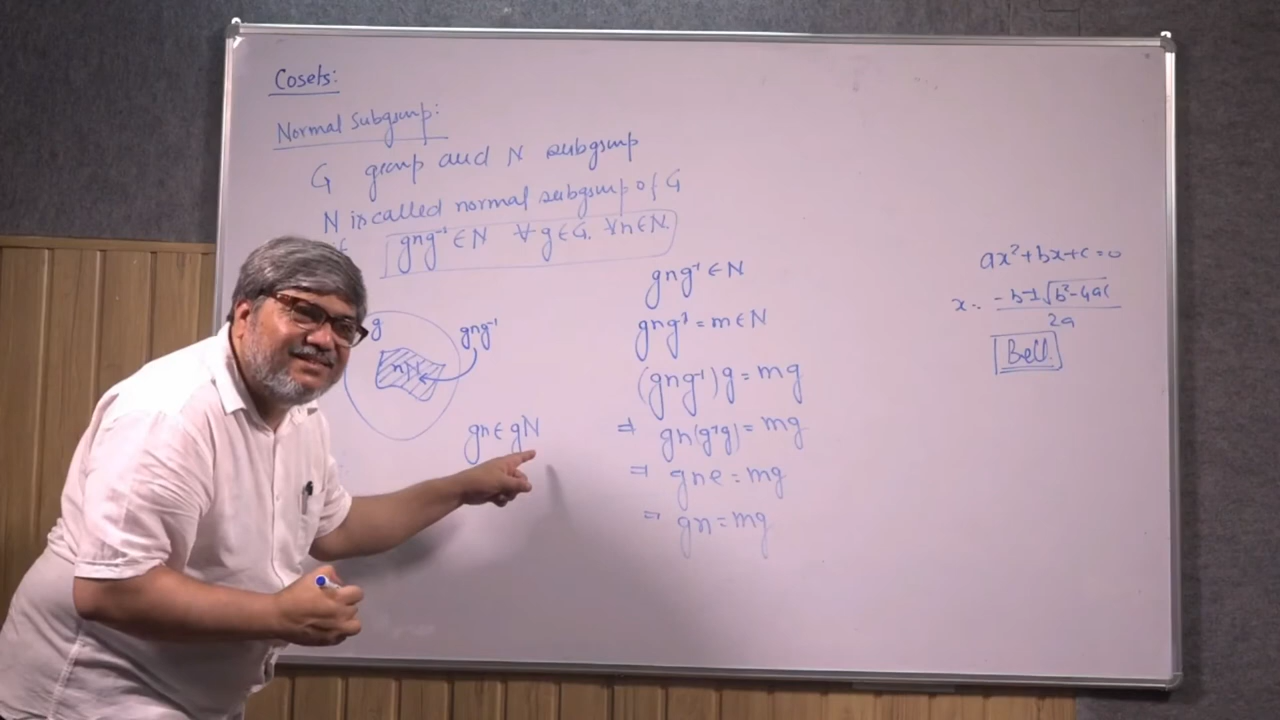 Cosets:
Normal Subgroup:
G group and N subgroup
N is called normal subgroup of G
gng⁻¹ ∈ N ∀ g ∈ G. ∀ n ∈ N.
g
gng⁻¹
gn ∈ gN
gng⁻¹ ∈ N
gng⁻¹ = m ∈ N
(gng⁻¹)g = mg
⇒ gn(g⁻¹g) = mg
⇒ gne = mg
⇒ gn = mg
ax² + bx + c = 0
x = -b ± √b² - 4ac
2a
Bell